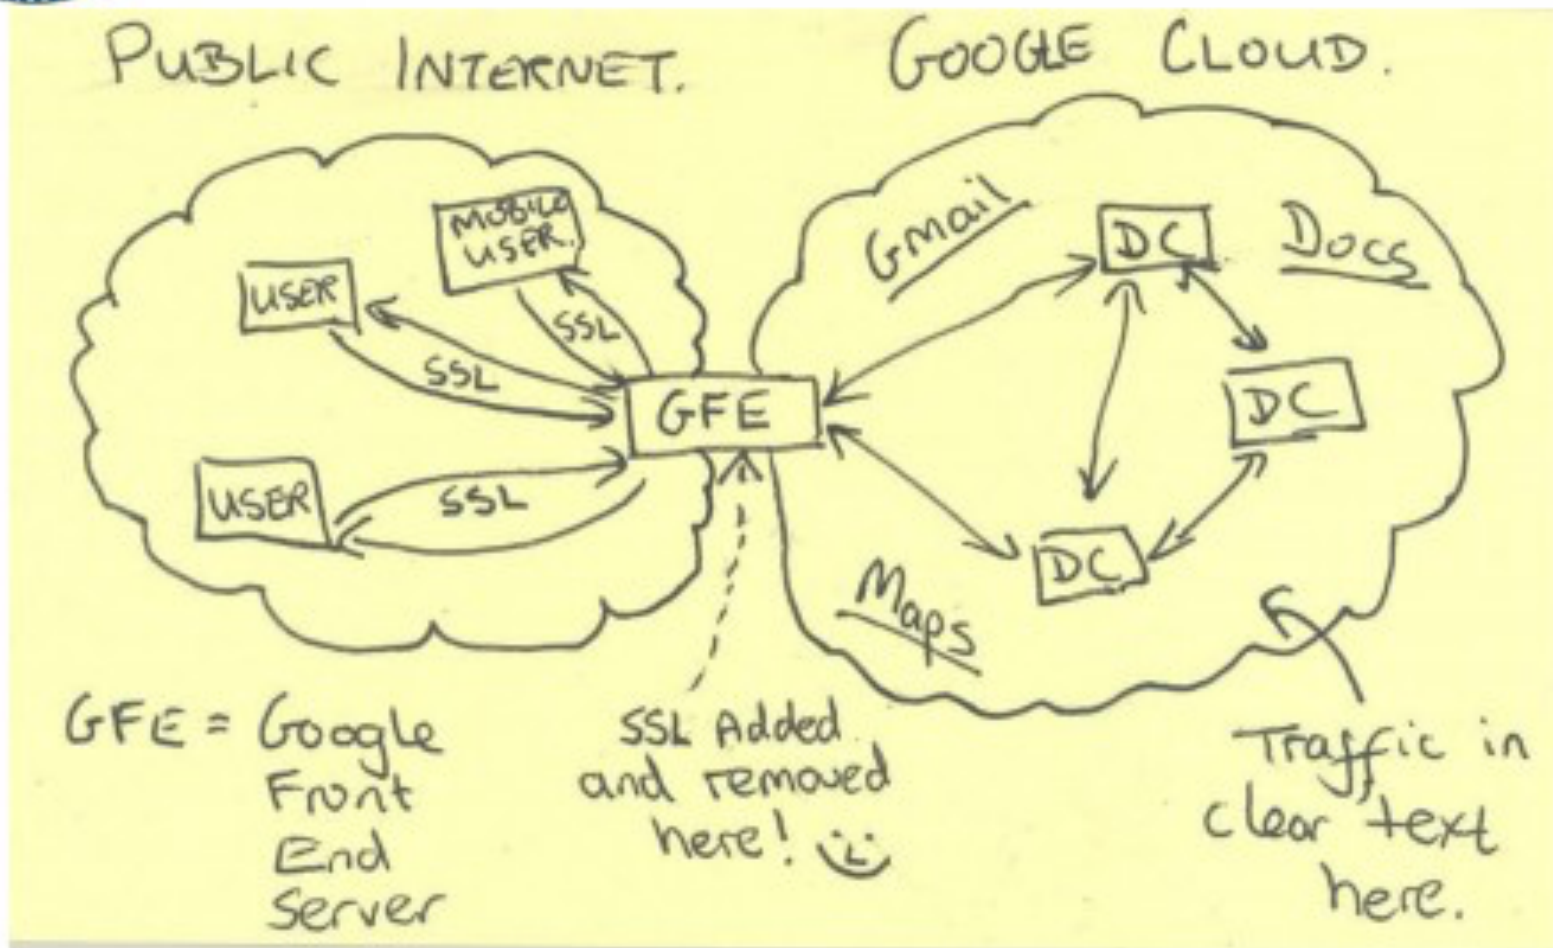 PUBLIC INTERNET.
GOOGLE CLOUD.
MOBILE
USER.
USER
SSL
SSL
GFE
USER
SSL
Gmail
DC
Docs
DC
DC
Maps
GFE = Google
Front
End
Server
SSL Added
and removed
here!
Traffic in
clear text
here.